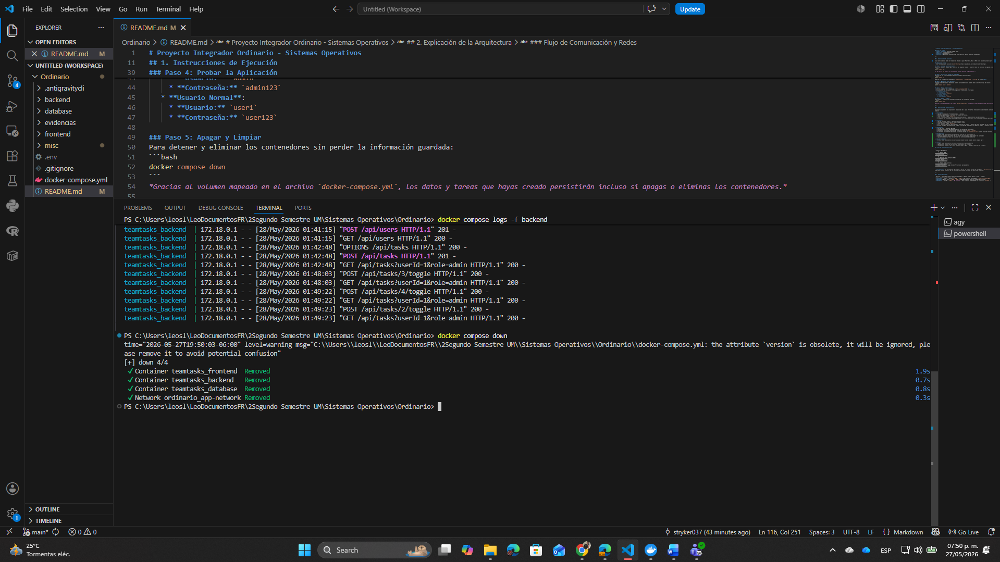 File Edit Selection View Go Run Terminal Help
Untitled (Workspace)
Update
EXPLORER
OPEN EDITORS
README.md M
UNTITLED (WORKSPACE)
Ordinario
.antigravitycli
backend
database
evidencias
frontend
misc
.env
.gitignore
docker-compose.yml
README.md M
OUTLINE
TIMELINE
README.md M
Ordinario > README.md > # Proyecto Integrador Ordinario - Sistemas Operativos > ## 2. Explicación de la Arquitectura > ### Flujo de Comunicación y Redes
1 # Proyecto Integrador Ordinario - Sistemas Operativos
11 ## 1. Instrucciones de Ejecución
39 ### Paso 4: Probar la Aplicación
44 * **Contraseña:** `admin123`
45 * **Usuario Normal**:
46 * **Usuario:** `user1`
47 * **Contraseña:** `user123`
48
49 ### Paso 5: Apagar y Limpiar
50 Para detener y eliminar los contenedores sin perder la información guardada:
51 ```bash
52 docker compose down
53 ```
54 *Gracias al volumen mapeado en el archivo `docker-compose.yml`, los datos y tareas que hayas creado persistirán incluso si apagas o eliminas los contenedores.*
55
PROBLEMS OUTPUT DEBUG CONSOLE TERMINAL PORTS
agy
powershell
PS C:\Users\leosl\LeoDocumentosFR\2Segundo Semestre UM\Sistemas Operativos\Ordinario> docker compose logs -f backend
teamtasks_backend | 172.18.0.1 - - [28/May/2026 01:41:15] "POST /api/users HTTP/1.1" 201 -
teamtasks_backend | 172.18.0.1 - - [28/May/2026 01:41:15] "GET /api/users HTTP/1.1" 200 -
teamtasks_backend | 172.18.0.1 - - [28/May/2026 01:42:48] "OPTIONS /api/tasks HTTP/1.1" 200 -
teamtasks_backend | 172.18.0.1 - - [28/May/2026 01:42:48] "POST /api/tasks HTTP/1.1" 201 -
teamtasks_backend | 172.18.0.1 - - [28/May/2026 01:42:48] "GET /api/tasks?userId=1&role=admin HTTP/1.1" 200 -
teamtasks_backend | 172.18.0.1 - - [28/May/2026 01:48:03] "POST /api/tasks/3/toggle HTTP/1.1" 200 -
teamtasks_backend | 172.18.0.1 - - [28/May/2026 01:48:03] "GET /api/tasks?userId=1&role=admin HTTP/1.1" 200 -
teamtasks_backend | 172.18.0.1 - - [28/May/2026 01:49:22] "POST /api/tasks/4/toggle HTTP/1.1" 200 -
teamtasks_backend | 172.18.0.1 - - [28/May/2026 01:49:22] "GET /api/tasks?userId=1&role=admin HTTP/1.1" 200 -
teamtasks_backend | 172.18.0.1 - - [28/May/2026 01:49:23] "POST /api/tasks/2/toggle HTTP/1.1" 200 -
teamtasks_backend | 172.18.0.1 - - [28/May/2026 01:49:23] "GET /api/tasks?userId=1&role=admin HTTP/1.1" 200 -
PS C:\Users\leosl\LeoDocumentosFR\2Segundo Semestre UM\Sistemas Operativos\Ordinario> docker compose down
time="2026-05-27T19:50:03-06:00" level=warning msg="C:\\Users\\leosl\\LeoDocumentosFR\\2Segundo Semestre UM\\Sistemas Operativos\\Ordinario\\docker-compose.yml: the attribute `version` is obsolete, it will be ignored, ple
ase remove it to avoid potential confusion"
[+] down 4/4
✓Container teamtasks_frontend Removed 1.9s
✓Container teamtasks_backend Removed 0.7s
✓Container teamtasks_database Removed 0.8s
✓Network ordinario_app-network Removed 0.3s
PS C:\Users\leosl\LeoDocumentosFR\2Segundo Semestre UM\Sistemas Operativos\Ordinario>
4
1
main* 0 0
stryker037 (43 minutes ago) Ln 116, Col 251 Spaces: 3 UTF-8 LF { } Markdown Go Live
25°C
Tormentas eléc.
Search
ESP
07:50 p. m.
27/05/2026